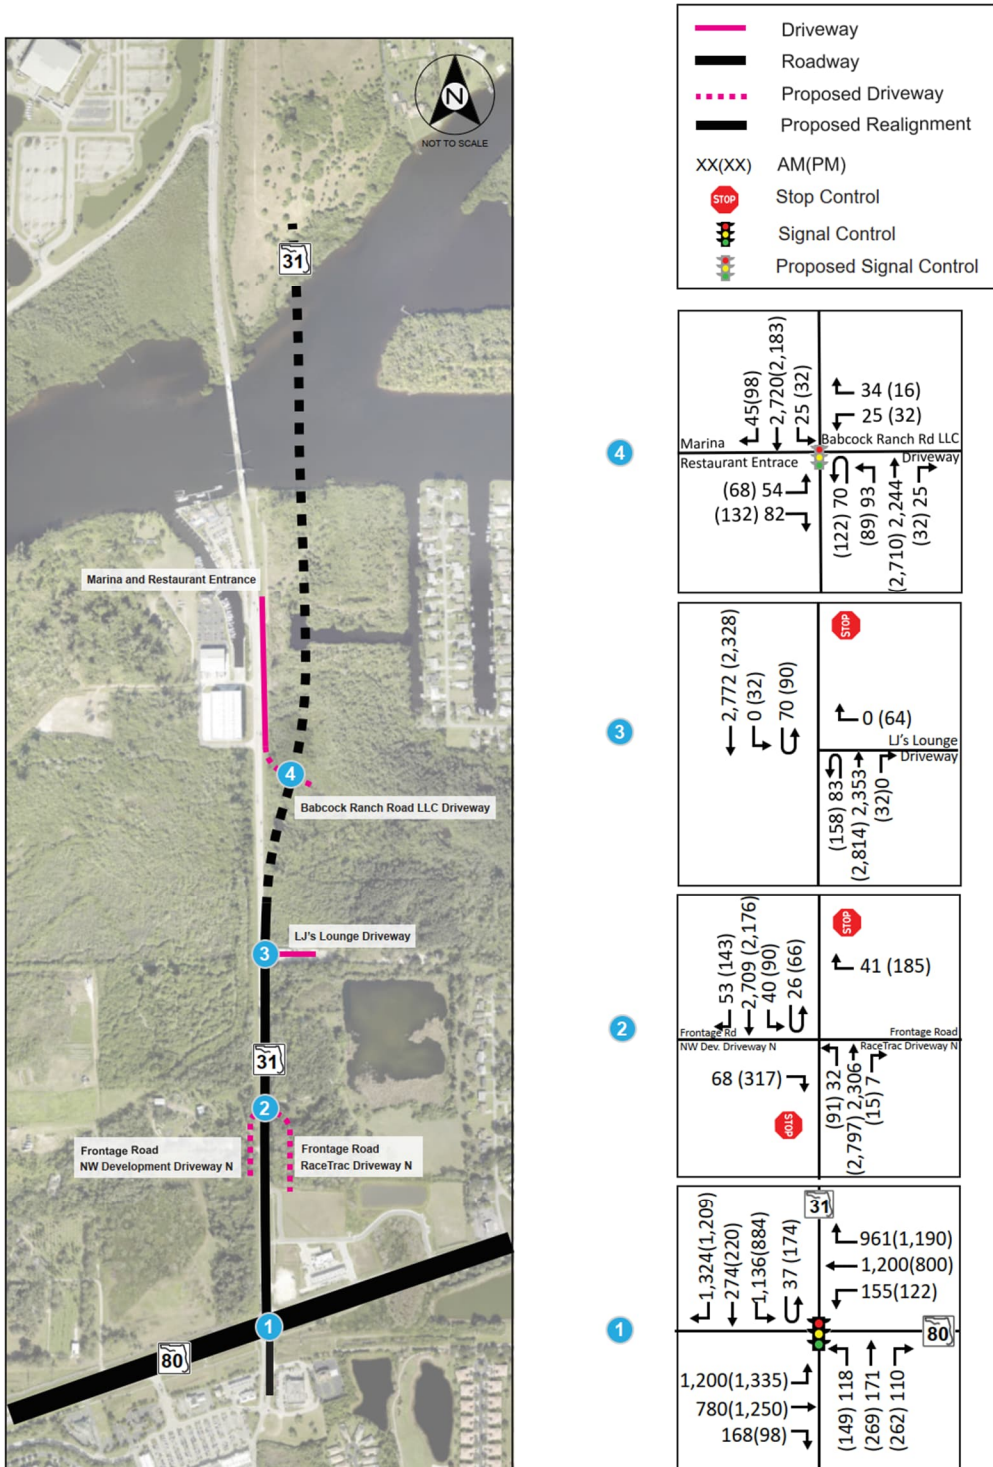 N
NOT TO SCALE
31
Marina and Restaurant Entrance
4
Babcock Ranch Road LLC Driveway
LJ's Lounge Driveway
3
31
2
Frontage Road
NW Development Driveway N
Frontage Road
RaceTrac Driveway N
1
80
Driveway
Roadway
Proposed Driveway
Proposed Realignment
XX(XX) AM(PM)
STOP Stop Control
Signal Control
Proposed Signal Control
4
45(98)
2,720(2,183)
25 (32)
34 (16)
25 (32)
Marina
Restaurant Entrace
Babcock Ranch Rd LLC
Driveway
(68) 54
(132) 82
(122) 70
(89) 93
(2,710) 2,244
(32) 25
3
STOP
2,772 (2,328)
0 (32)
70 (90)
0 (64)
LJ's Lounge
Driveway
(158) 83
(2,814) 2,353
(32)0
2
STOP
53 (143)
2,709 (2,176)
40 (90)
26 (66)
41 (185)
Frontage Rd
NW Dev. Driveway N
Frontage Road
RaceTrac Driveway N
68 (317)
STOP
(91) 32
(2,797) 2,306
(15) 7
1
31
1,324(1,209)
274(220)
1,136(884)
37 (174)
961(1,190)
1,200(800)
155(122)
80
1,200(1,335)
780(1,250)
168(98)
(149) 118
(269) 171
(262) 110